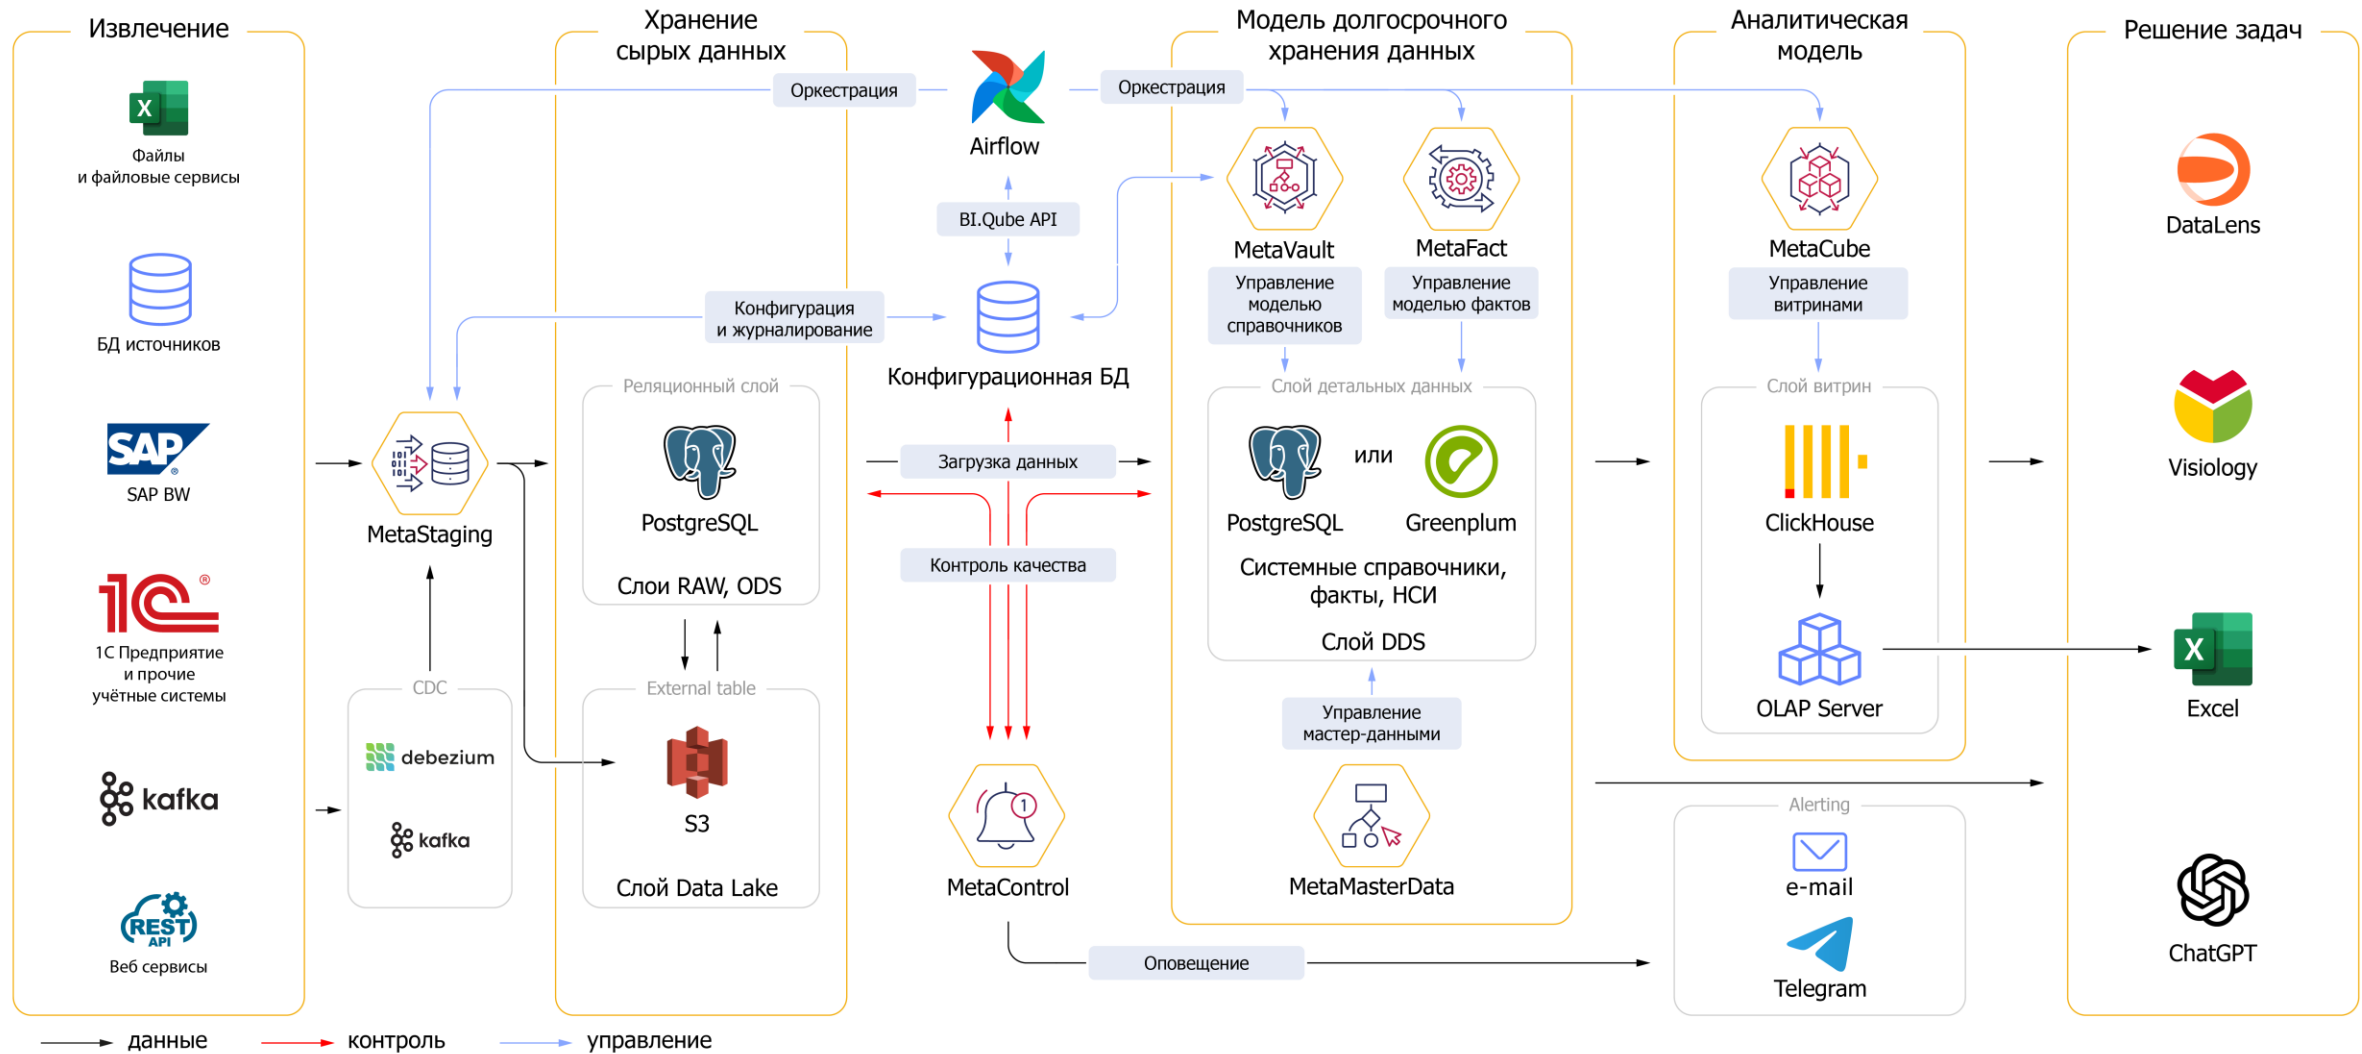 Извлечение
Файлы
и файловые сервисы
БД источников
SAP
®
SAP BW
1С
®
1С Предприятие
и прочие
учётные системы
kafka
REST
API
Веб сервисы
MetaStaging
CDC
debezium
kafka
Хранение
сырых данных
Реляционный слой
PostgreSQL
Слои RAW, ODS
External table
S3
Слой Data Lake
Оркестрация
Airflow
Оркестрация
BI.Qube API
Конфигурация
и журналирование
Конфигурационная БД
Загрузка данных
Контроль качества
1
MetaControl
Оповещение
Модель долгосрочного
хранения данных
MetaVault
MetaFact
Управление
моделью
справочников
Управление
моделью фактов
Слой детальных данных
PostgreSQL
или
Greenplum
Системные справочники,
факты, НСИ
Слой DDS
Управление
мастер-данными
MetaMasterData
Аналитическая
модель
MetaCube
Управление
витринами
Слой витрин
ClickHouse
OLAP Server
Alerting
e-mail
Telegram
Решение задач
DataLens
Visiology
X
Excel
ChatGPT
данные
контроль
управление